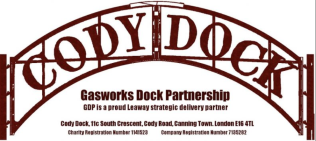 CODY DOCK
Gasworks Dock Partnership
GDP is a proud Leaway strategic delivery partner
Cody Dock, 11c South Crescent, Cody Road, Canning Town. London E16 4TL
Charity Registration Number 1141523 Company Registration Number 7135292